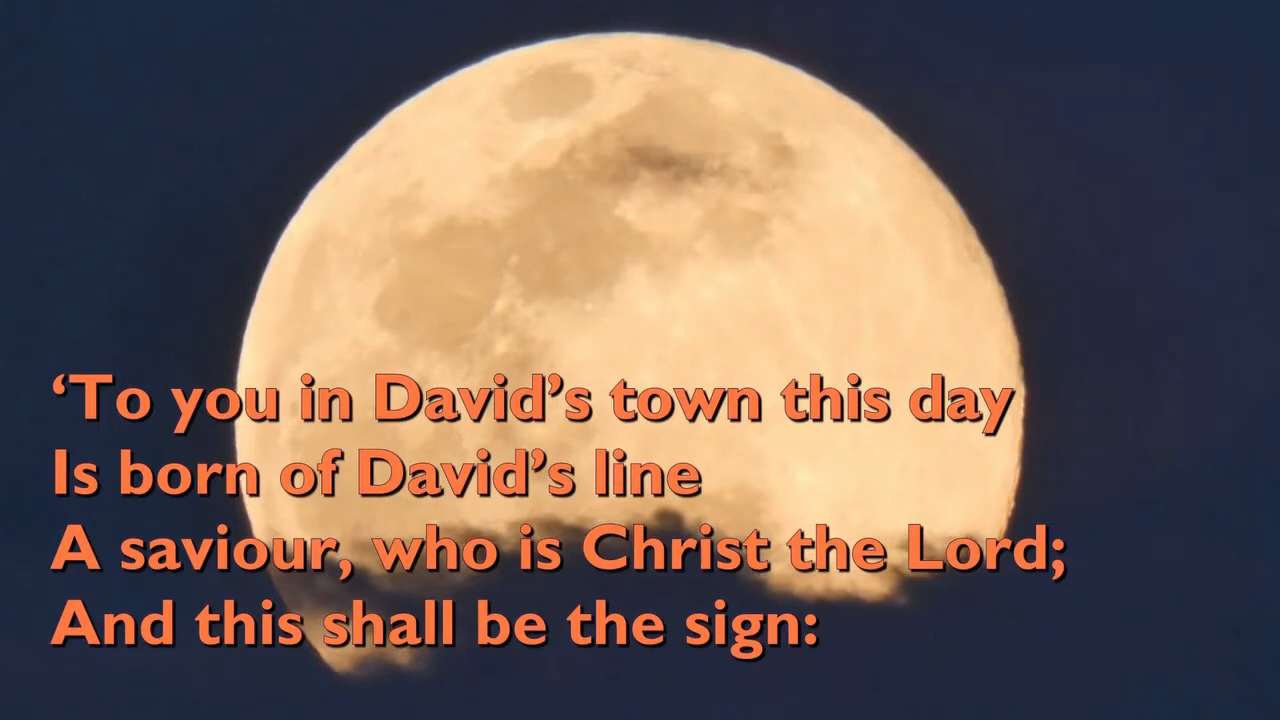 ‘To you in David’s town this day
Is born of David’s line
A saviour, who is Christ the Lord;
And this shall be the sign: